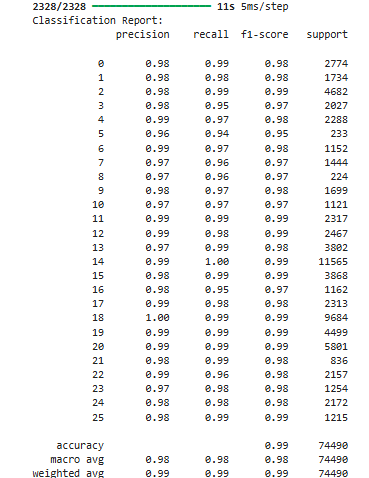 2328/2328 ━━━━━━━━━━━━━━━━━━━━ 11s 5ms/step
Classification Report:
precision recall f1-score support
0 0.98 0.99 0.98 2774
1 0.98 0.98 0.98 1734
2 0.98 0.99 0.99 4682
3 0.98 0.95 0.97 2027
4 0.99 0.97 0.98 2288
5 0.96 0.94 0.95 233
6 0.99 0.97 0.98 1152
7 0.97 0.96 0.97 1444
8 0.97 0.96 0.97 224
9 0.98 0.97 0.98 1699
10 0.97 0.97 0.97 1121
11 0.99 0.99 0.99 2317
12 0.99 0.98 0.98 2467
13 0.97 0.99 0.98 3802
14 0.99 1.00 0.99 11565
15 0.98 0.99 0.99 3868
16 0.98 0.95 0.97 1162
17 0.99 0.98 0.98 2313
18 1.00 0.99 0.99 9684
19 0.99 0.99 0.99 4499
20 0.99 0.99 0.99 5801
21 0.98 0.99 0.98 836
22 0.99 0.96 0.98 2157
23 0.97 0.98 0.98 1254
24 0.98 0.98 0.98 2172
25 0.98 0.99 0.99 1215
accuracy 0.99 74490
macro avg 0.98 0.98 0.98 74490
weighted avg 0.99 0.99 0.99 74490